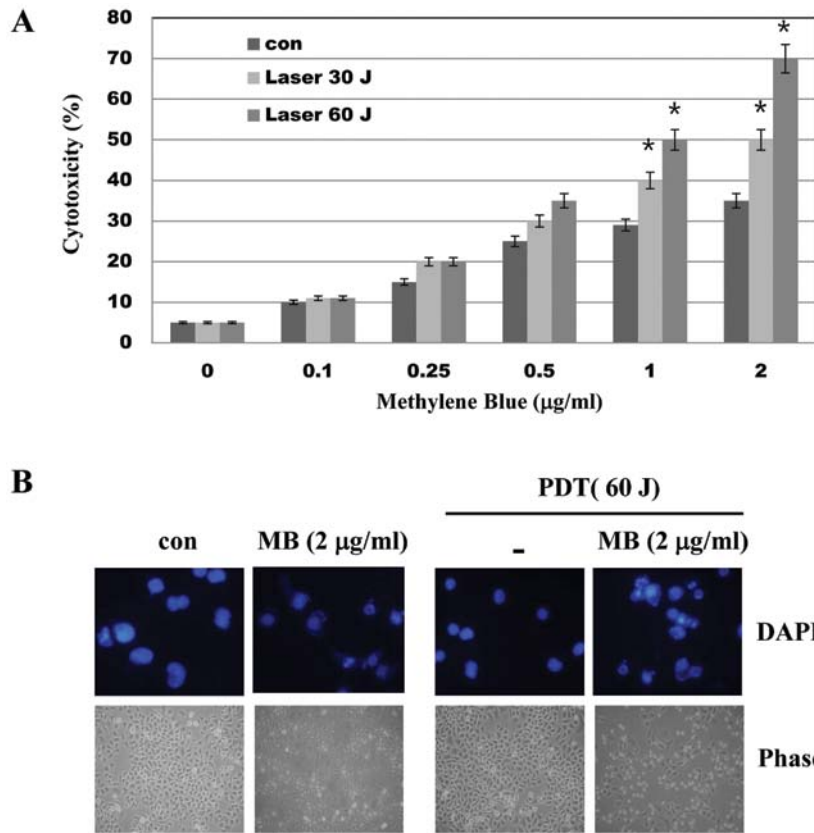 A
80
70
60
50
40
30
20
10
0
Cytotoxicity (%)
con
Laser 30 J
Laser 60 J
* * * *
0 0.1 0.25 0.5 1 2
Methylene Blue (µg/ml)
B
PDT( 60 J)
con MB (2 µg/ml) - MB (2 µg/ml)
DAPI
Phase